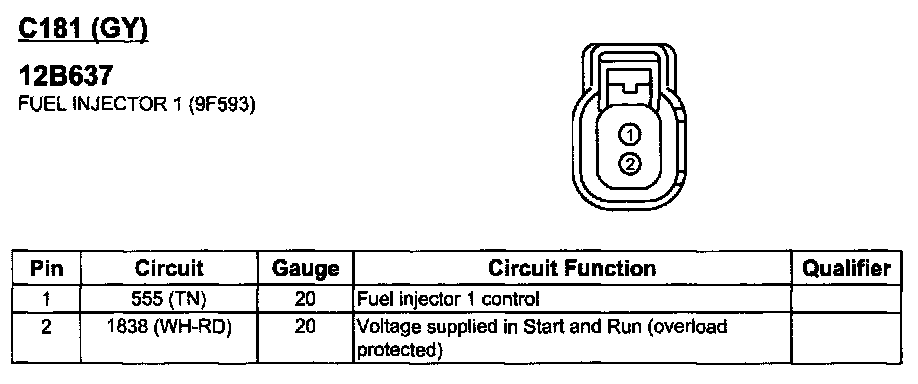 C181 (GY)
12B637
FUEL INJECTOR 1 (9F593)
1
2
Pin Circuit Gauge Circuit Function Qualifier
1 555 (TN) 20 Fuel injector 1 control
2 1838 (WH-RD) 20 Voltage supplied in Start and Run (overload
protected)